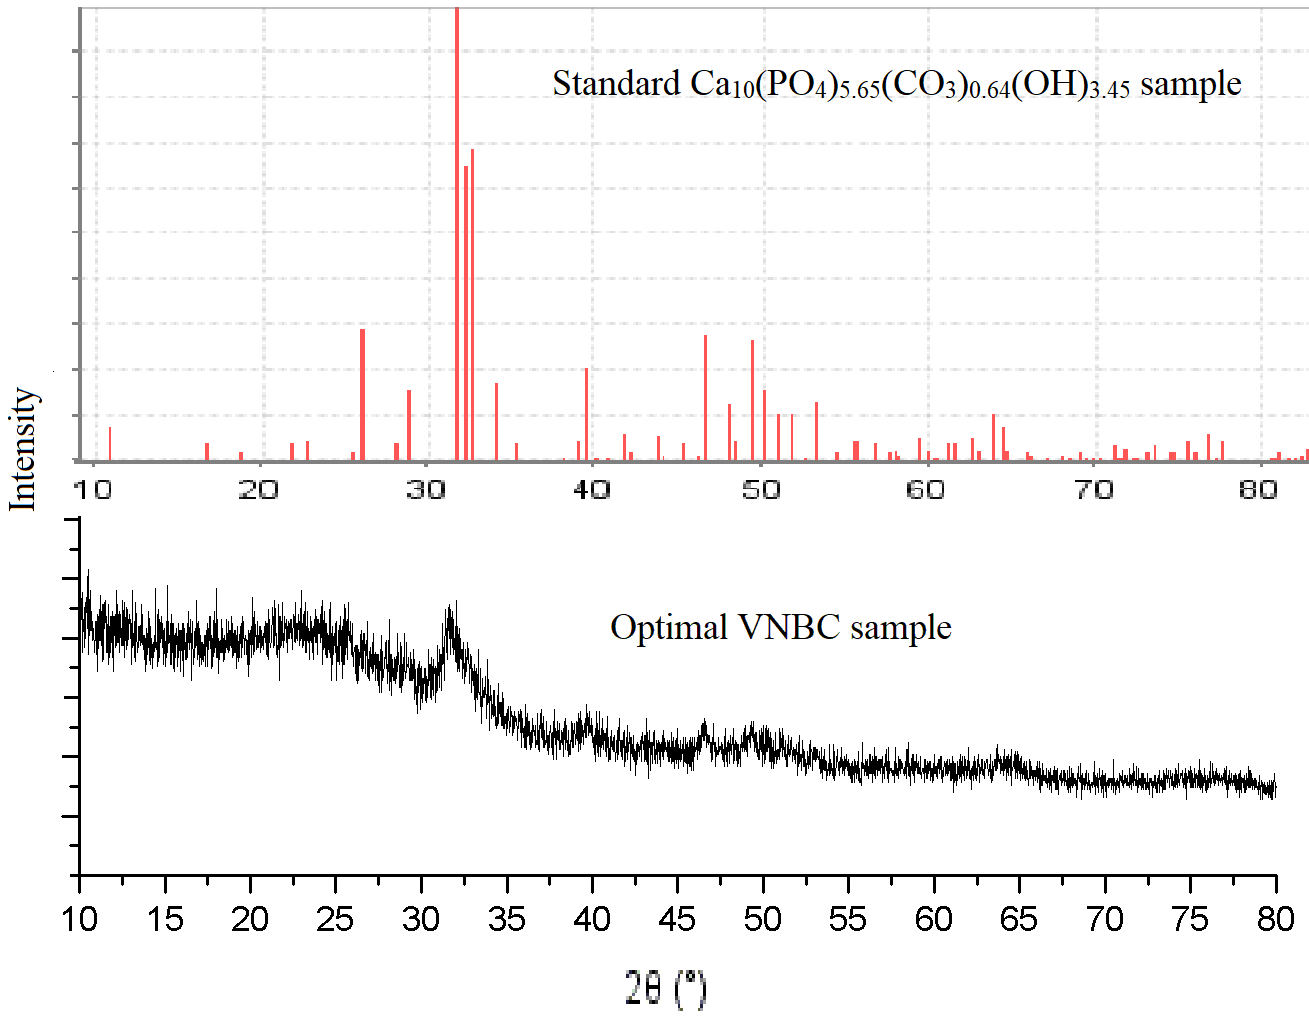 Standard Ca₁₀(PO₄)₅.₆₅(CO₃)₀.₆₄(OH)₃.₄₅ sample
Intensity
10 20 30 40 50 60 70 80
Optimal VNBC sample
10 15 20 25 30 35 40 45 50 55 60 65 70 75 80
2θ (°)